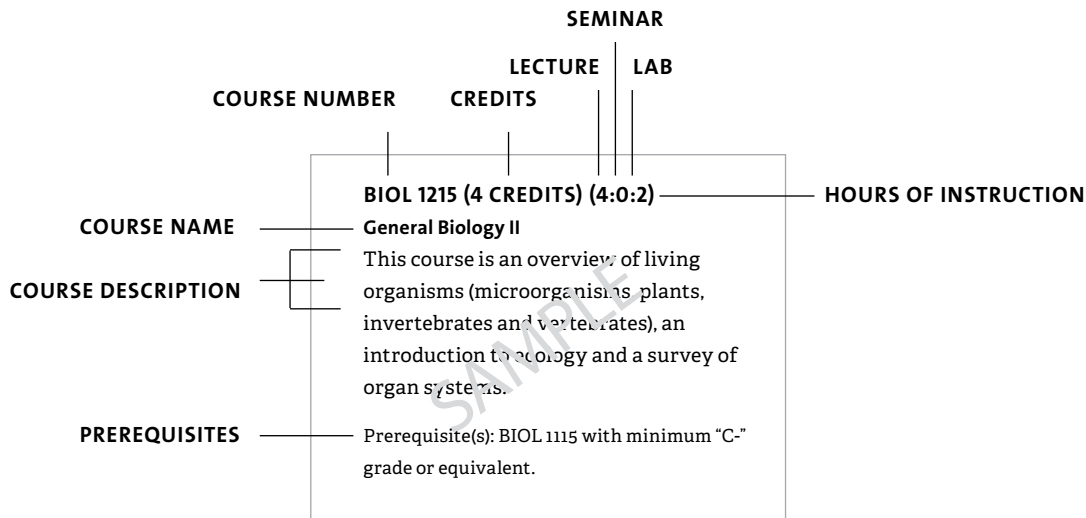 SEMINAR
LECTURE LAB
COURSE NUMBER CREDITS
BIOL 1215 (4 CREDITS) (4:0:2) HOURS OF INSTRUCTION
COURSE NAME General Biology II
This course is an overview of living
COURSE DESCRIPTION organisms (microorganisms, plants,
invertebrates and vertebrates), an
introduction to ecology and a survey of
organ systems.
SAMPLE
PREREQUISITES Prerequisite(s): BIOL 1115 with minimum “C-”
grade or equivalent.